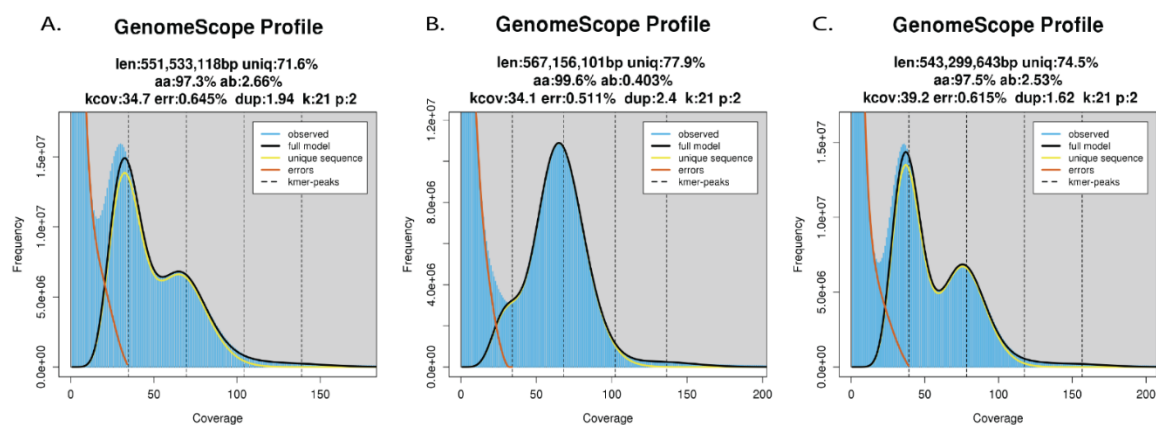 A.
GenomeScope Profile
len:551,533,118bp uniq:71.6%
aa:97.3% ab:2.66%
kcov:34.7 err:0.645% dup:1.94 k:21 p:2
observed
full model
unique sequence
errors
kmer-peaks
Frequency
0.0e+00
5.0e+06
1.0e+07
1.5e+07
0
50
100
150
Coverage
B.
GenomeScope Profile
len:567,156,101bp uniq:77.9%
aa:99.6% ab:0.403%
kcov:34.1 err:0.511% dup:2.4 k:21 p:2
observed
full model
unique sequence
errors
kmer-peaks
Frequency
0.0e+00
4.0e+06
8.0e+06
1.2e+07
0
50
100
150
200
Coverage
C.
GenomeScope Profile
len:543,299,643bp uniq:74.5%
aa:97.5% ab:2.53%
kcov:39.2 err:0.615% dup:1.62 k:21 p:2
observed
full model
unique sequence
errors
kmer-peaks
Frequency
0.0e+00
5.0e+06
1.0e+07
1.5e+07
0
50
100
150
200
Coverage